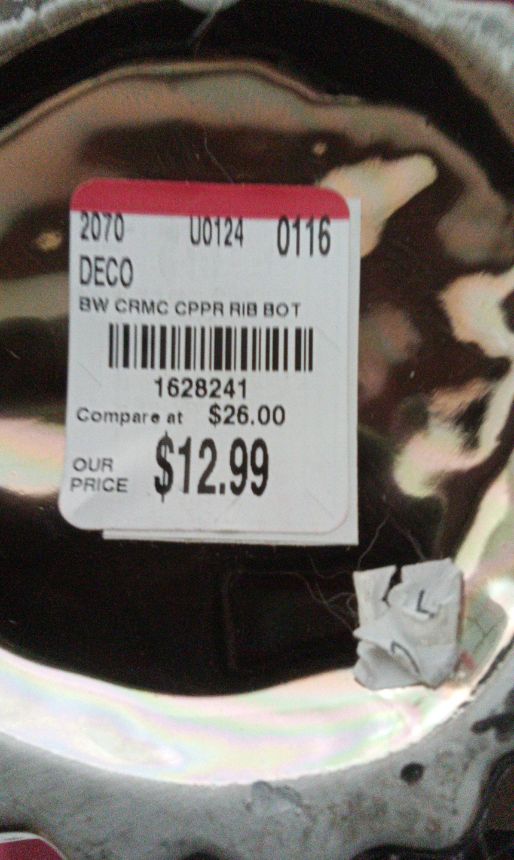 2070 U0124 0116
DECO
BW CRMC CPPR RIB BOT
1628241
Compare at $26.00
OUR PRICE $12.99
L